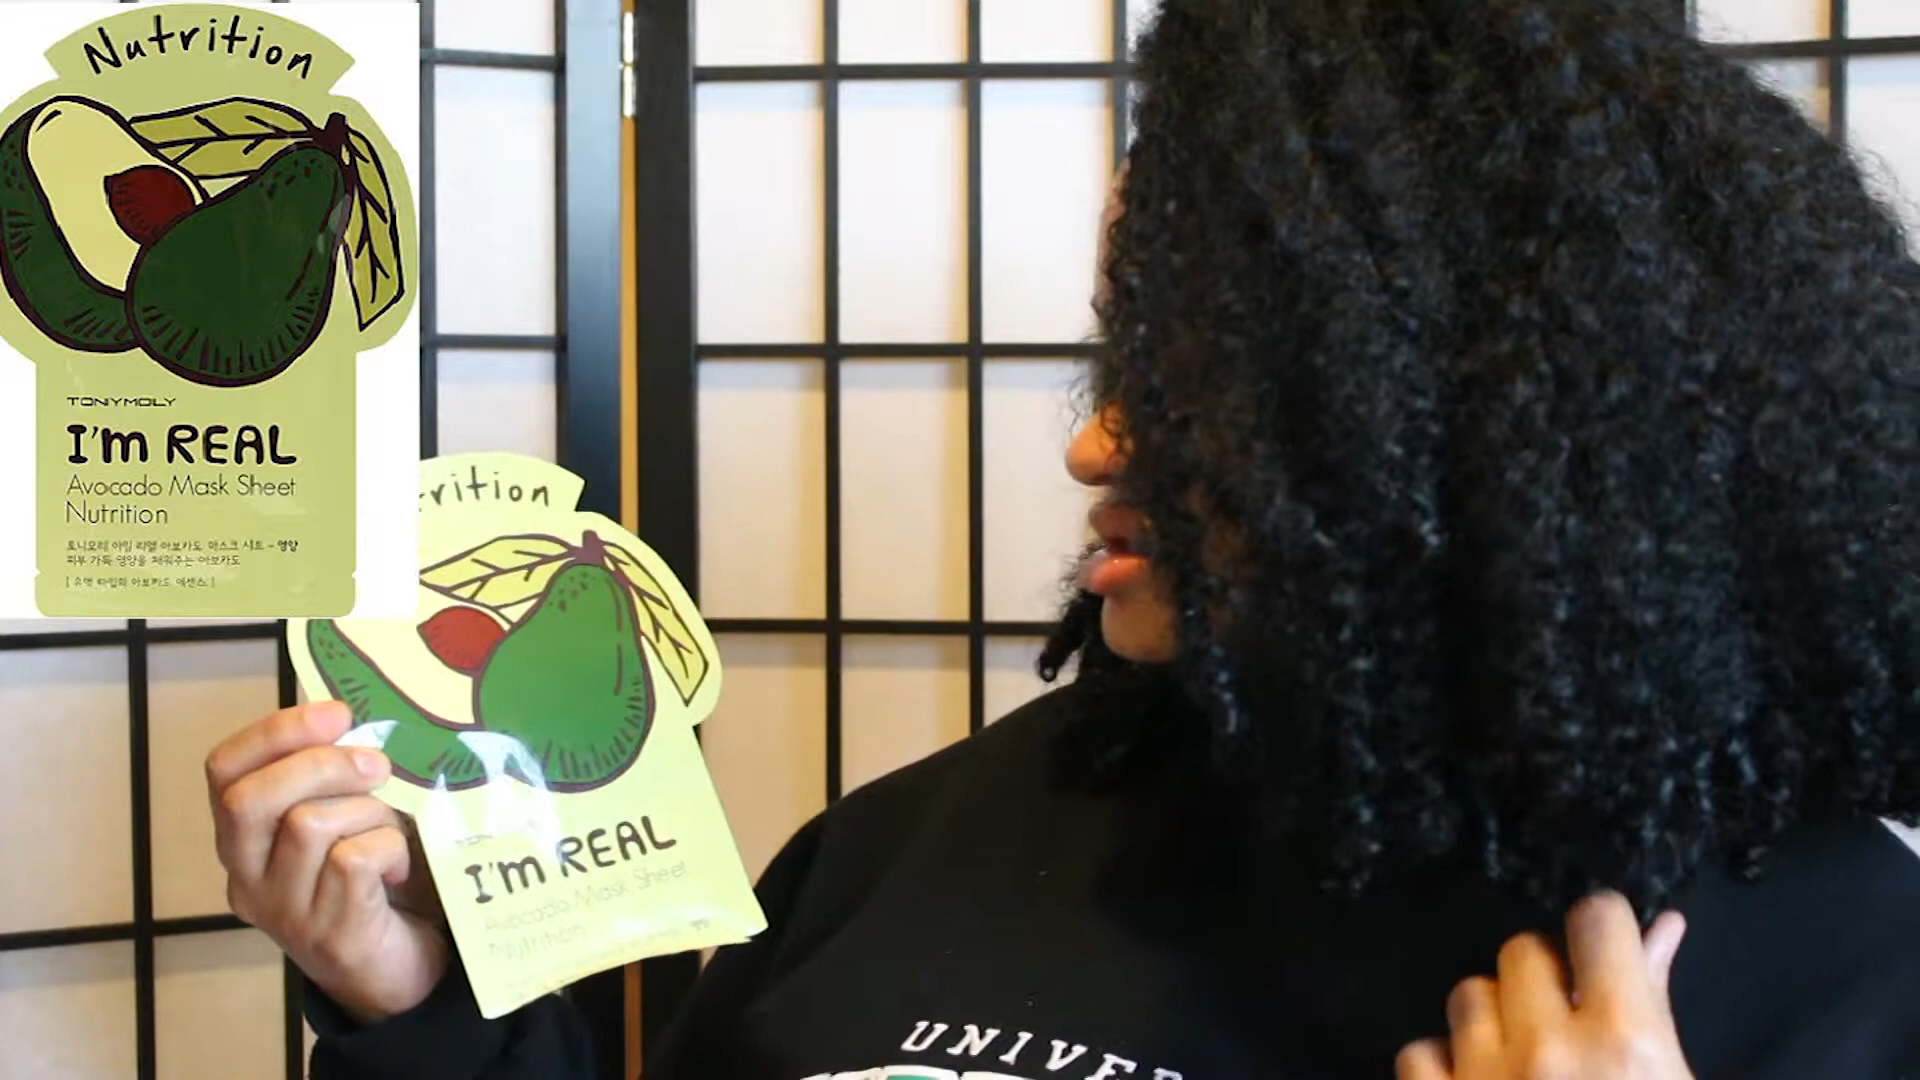 Nutrition
TONYMOLY
I'm REAL
Avocado Mask Sheet
Nutrition
토니모리 아임 리얼 아보카도 마스크 시트 - 영양
피부 가득 영양을 채워주는 아보카도
[ 유액 타입의 아보카도 에센스 ]
trition
I'm REAL
Avocado Mask Sheet
Nutrition
UNIVER